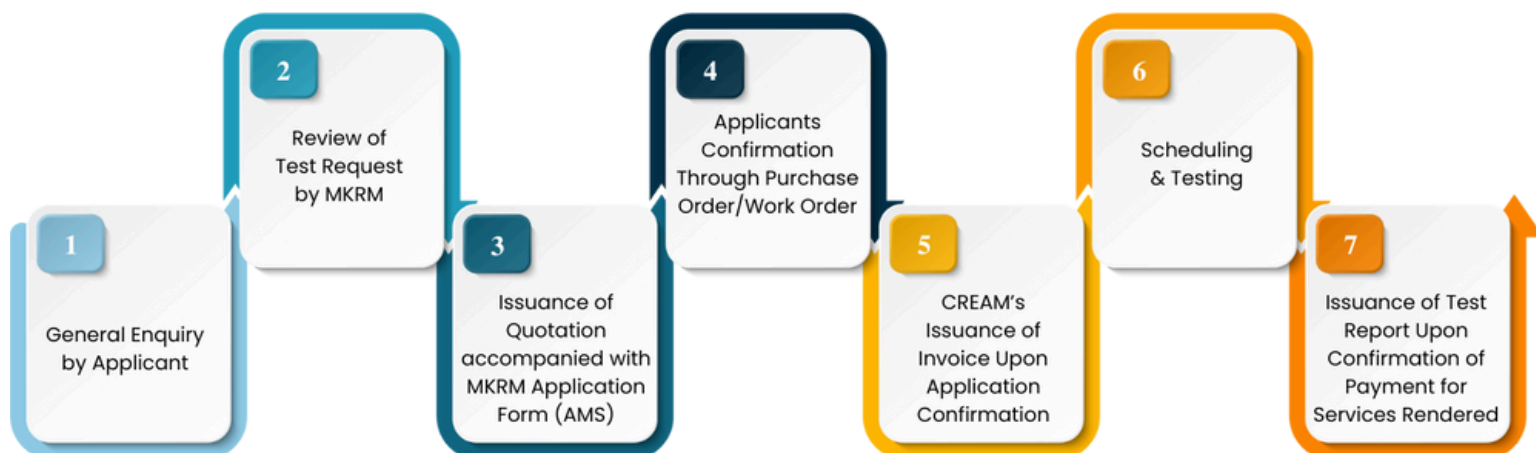 1
General Enquiry
by Applicant
2
Review of
Test Request
by MKRM
3
Issuance of
Quotation
accompanied with
MKRM Application
Form (AMS)
4
Applicants
Confirmation
Through Purchase
Order/Work Order
5
CREAM’s
Issuance of
Invoice Upon
Application
Confirmation
6
Scheduling
& Testing
7
Issuance of Test
Report Upon
Confirmation of
Payment for
Services Rendered